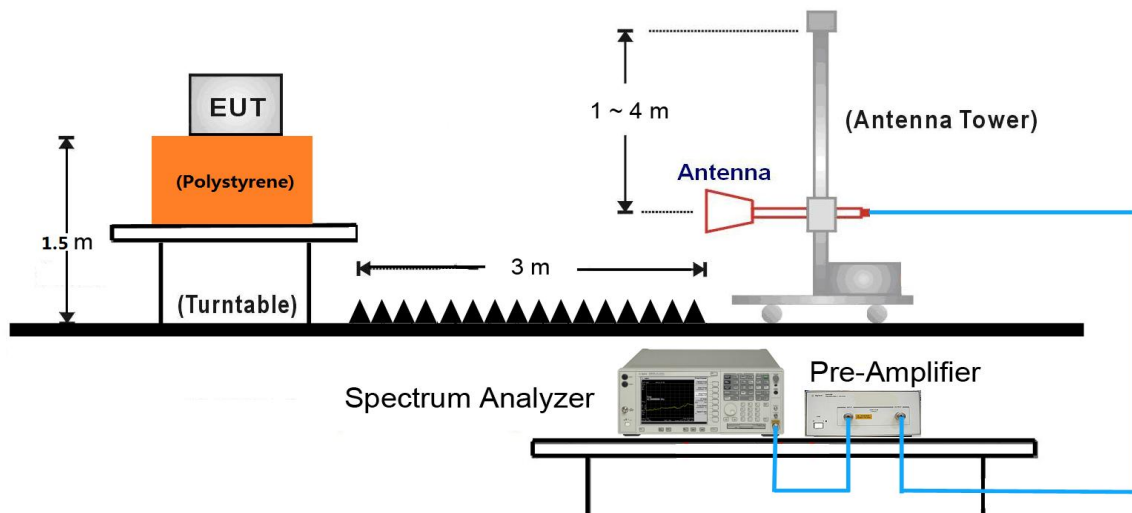 EUT
(Polystyrene)
1.5 m
(Turntable)
3 m
1 ~ 4 m
(Antenna Tower)
Antenna
Spectrum Analyzer
Pre-Amplifier